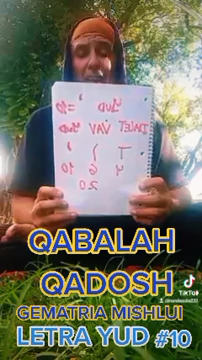 YUD ' =10
DALET VAV YUD
ד ו י
4 6 10
20
QABALAH
QADOSH
GEMATRIA MISHLUI
LETRA YUD #10
TikTok